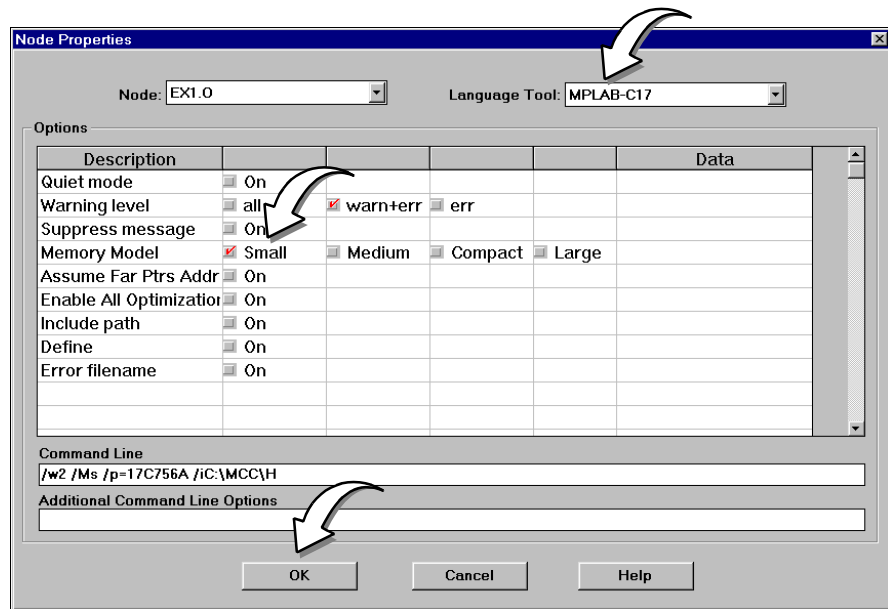 Node Properties
Node: EX1.O Language Tool: MPLAB-C17
Options
Description Data
Quiet mode On
Warning level all warn+err err
Suppress message On
Memory Model Small Medium Compact Large
Assume Far Ptrs Addr On
Enable All Optimization On
Include path On
Define On
Error filename On
Command Line
/w2 /Ms /p=17C756A /iC:\MCC\H
Additional Command Line Options
OK Cancel Help